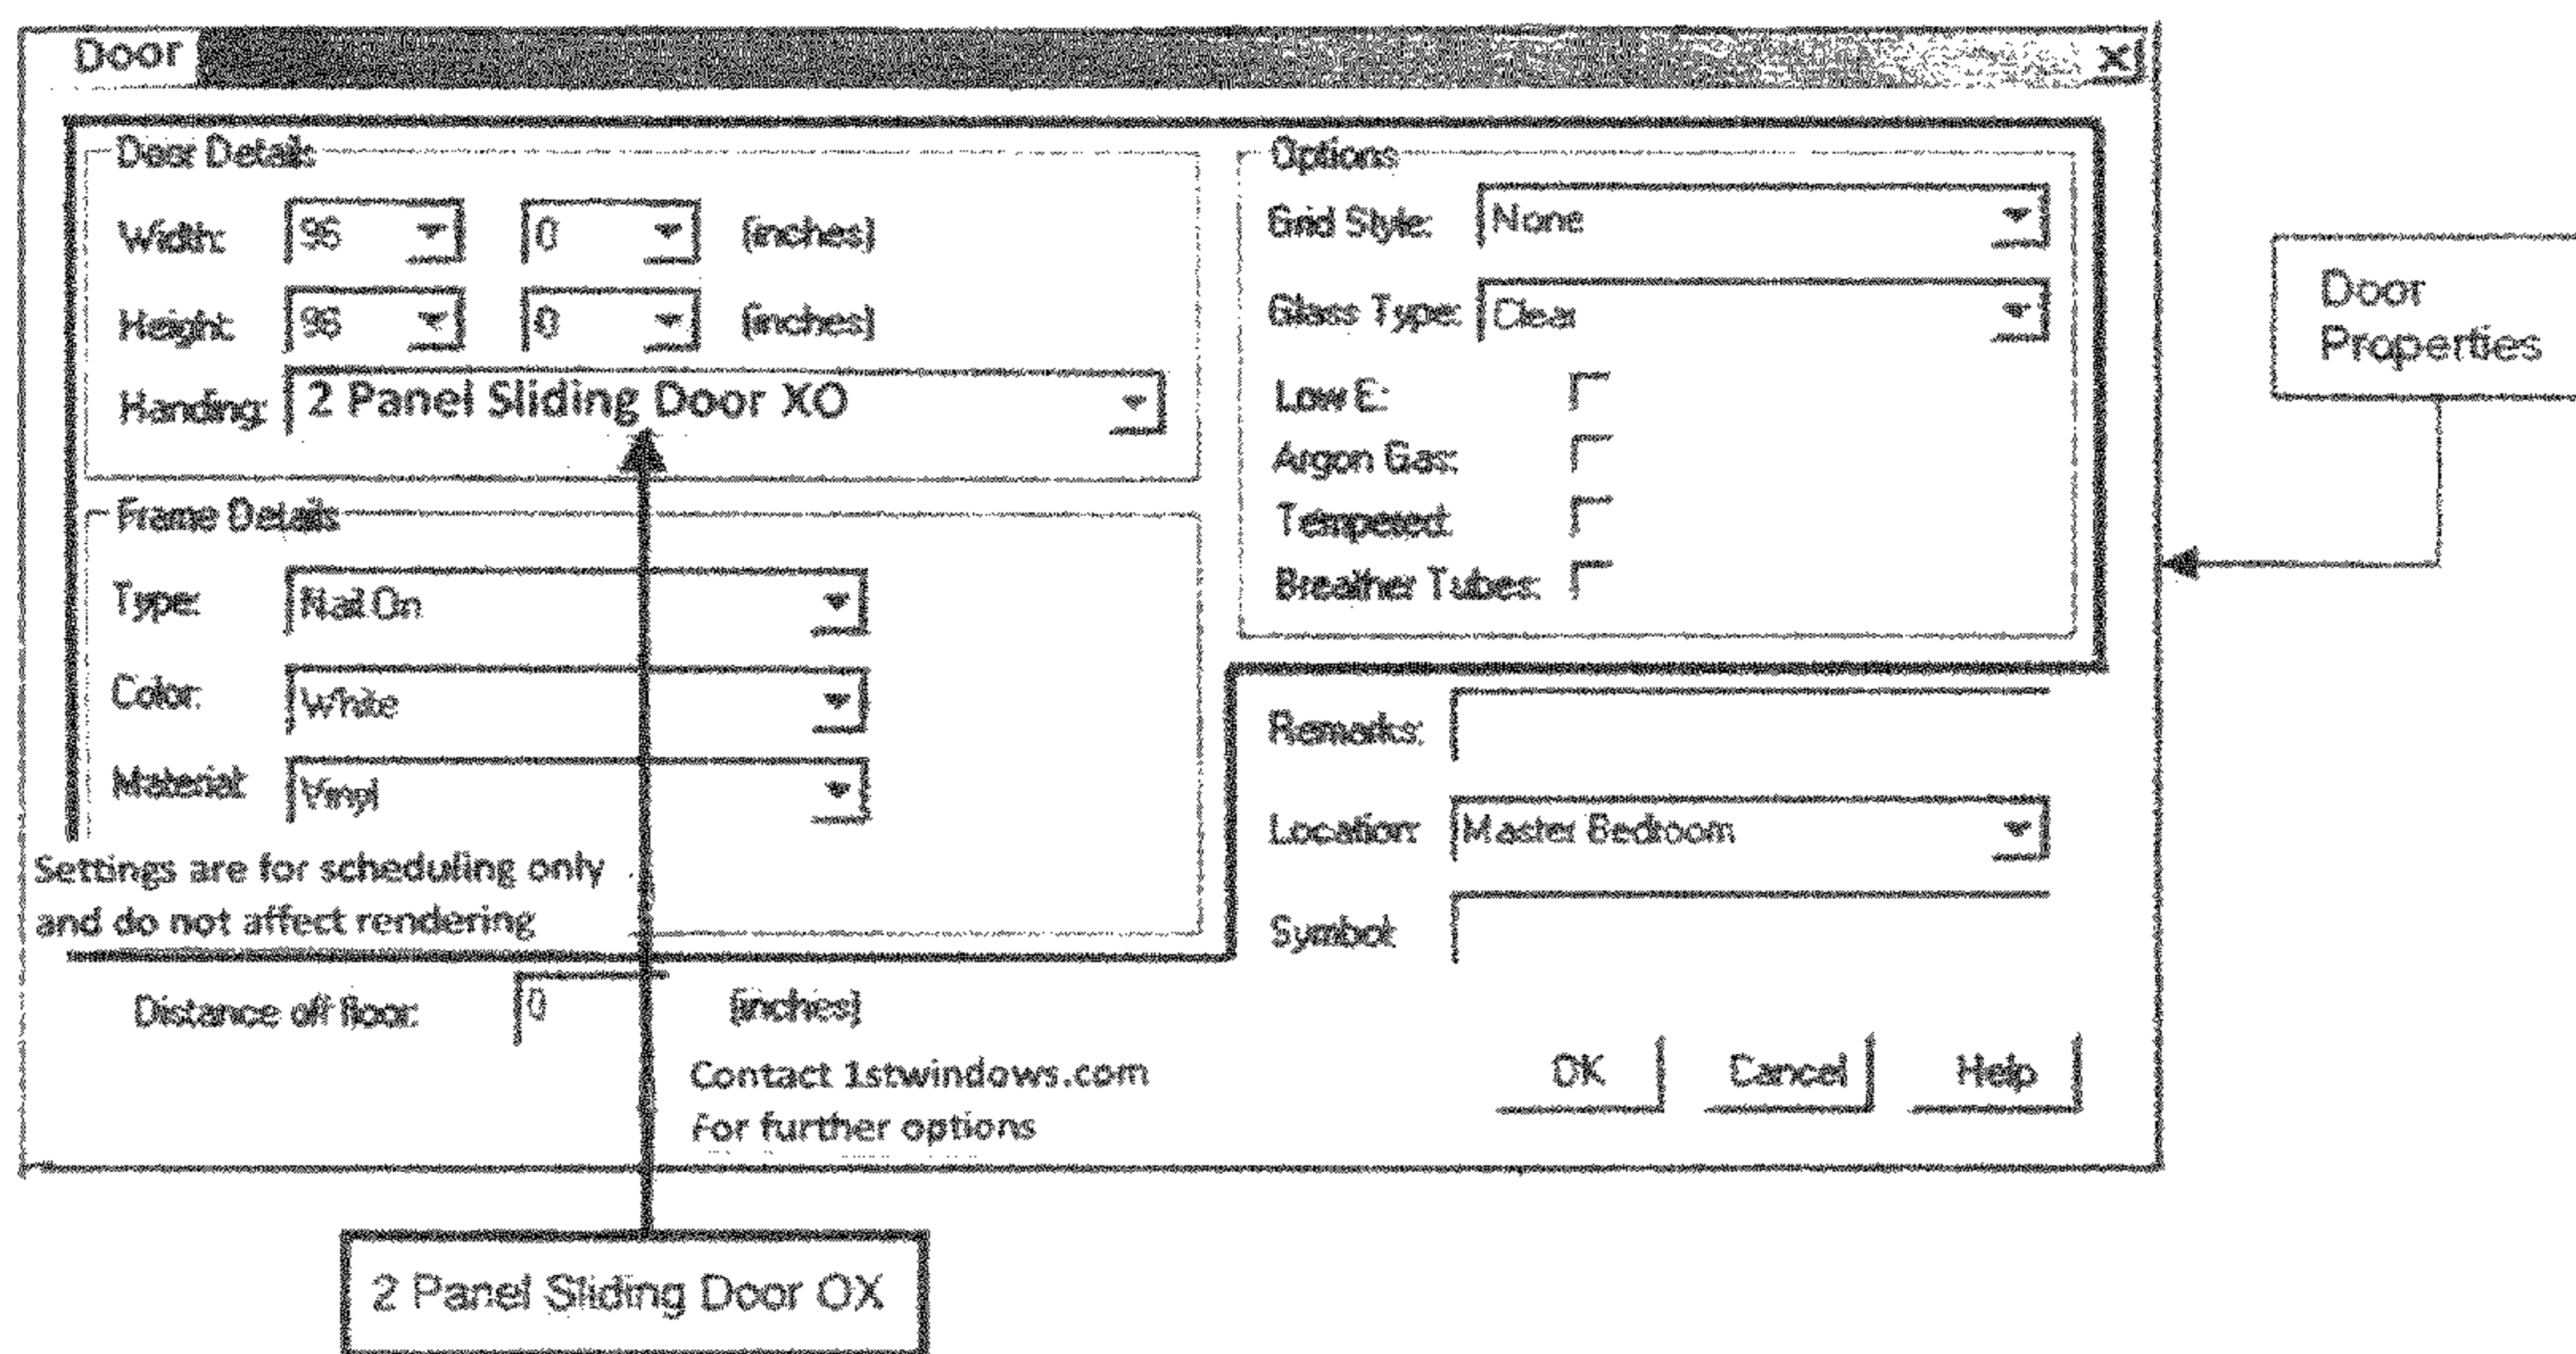 Door
X
Door Details
Width: 96 0 (inches)
Height: 96 0 (inches)
Handing: 2 Panel Sliding Door XO
Frame Details
Type: Nail On
Color: White
Material: Vinyl
Settings are for scheduling only
and do not affect rendering
Distance off floor: 0 (inches)
Contact 1stwindows.com
For further options
Options
Grid Style: None
Glass Type: Clear
Low E:
Argon Gas:
Tempered:
Breather Tubes:
Remarks:
Location: Master Bedroom
Symbol:
OK Cancel Help
Door
Properties
2 Panel Sliding Door OX